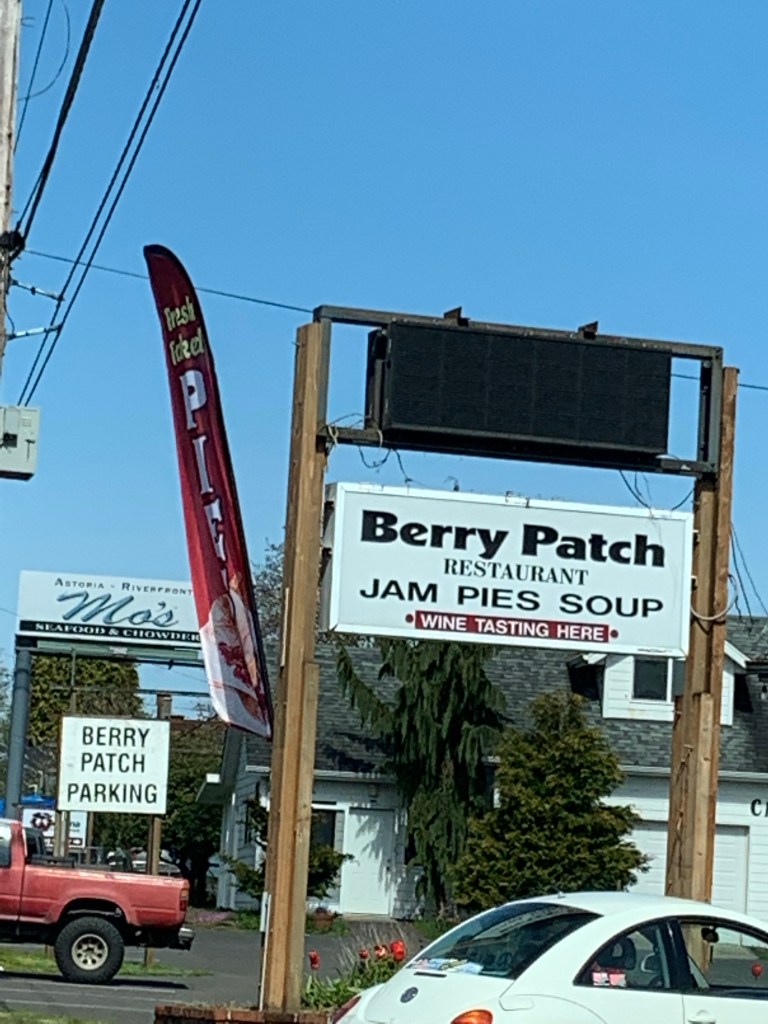 Fresh
Baked
PIE
Berry Patch
RESTAURANT
JAM PIES SOUP
WINE TASTING HERE
ASTORIA - RIVERFRONT
Mo's
SEAFOOD & CHOWDER
BERRY
PATCH
PARKING